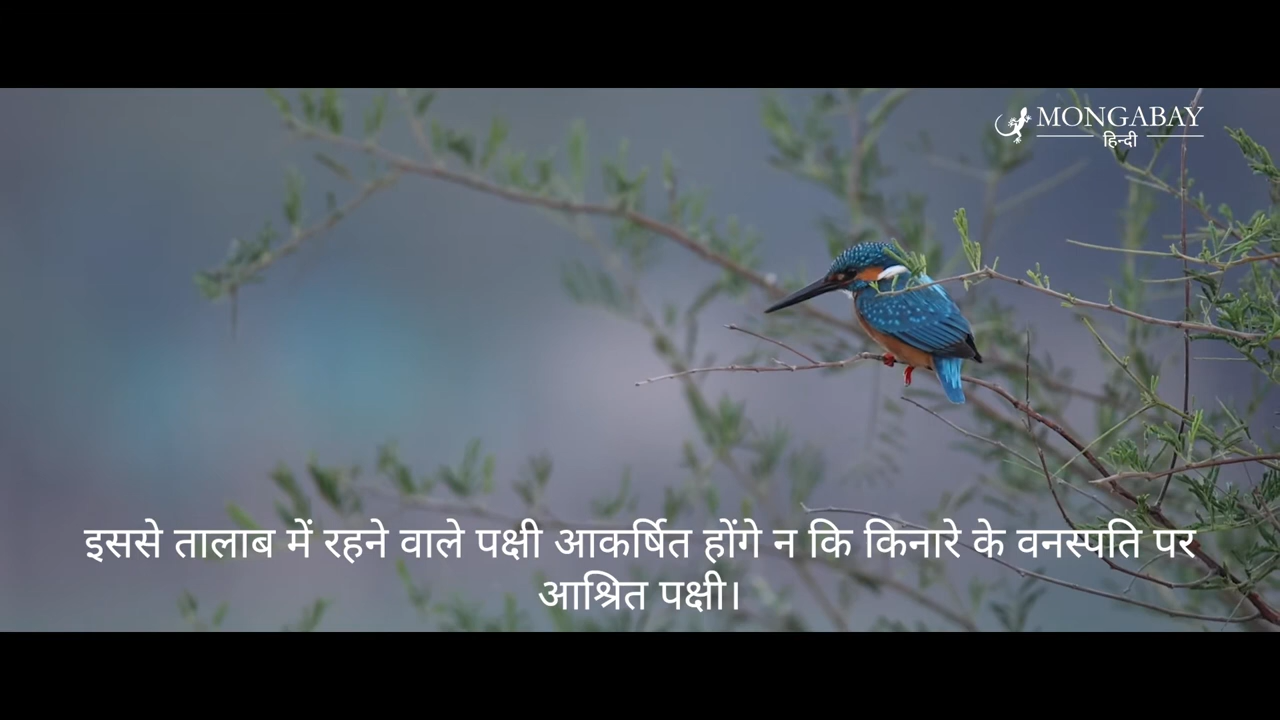 MONGABAY
हिन्दी
इससे तालाब में रहने वाले पक्षी आकर्षित होंगे न कि किनारे के वनस्पति पर
आश्रित पक्षी।